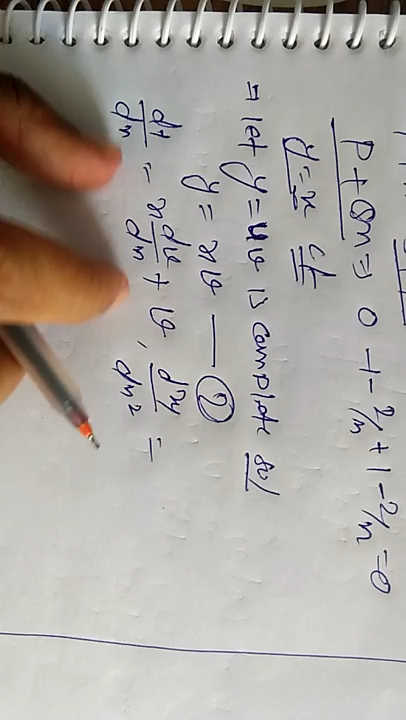 P + Qx ⇒ 0 + -2/x + 1 - 2/x = 0
y = x CF
⇒ let y = uv is complete sol
y = xv — (2)
dy/dx = x dv/dx + v, d²y/dx² =